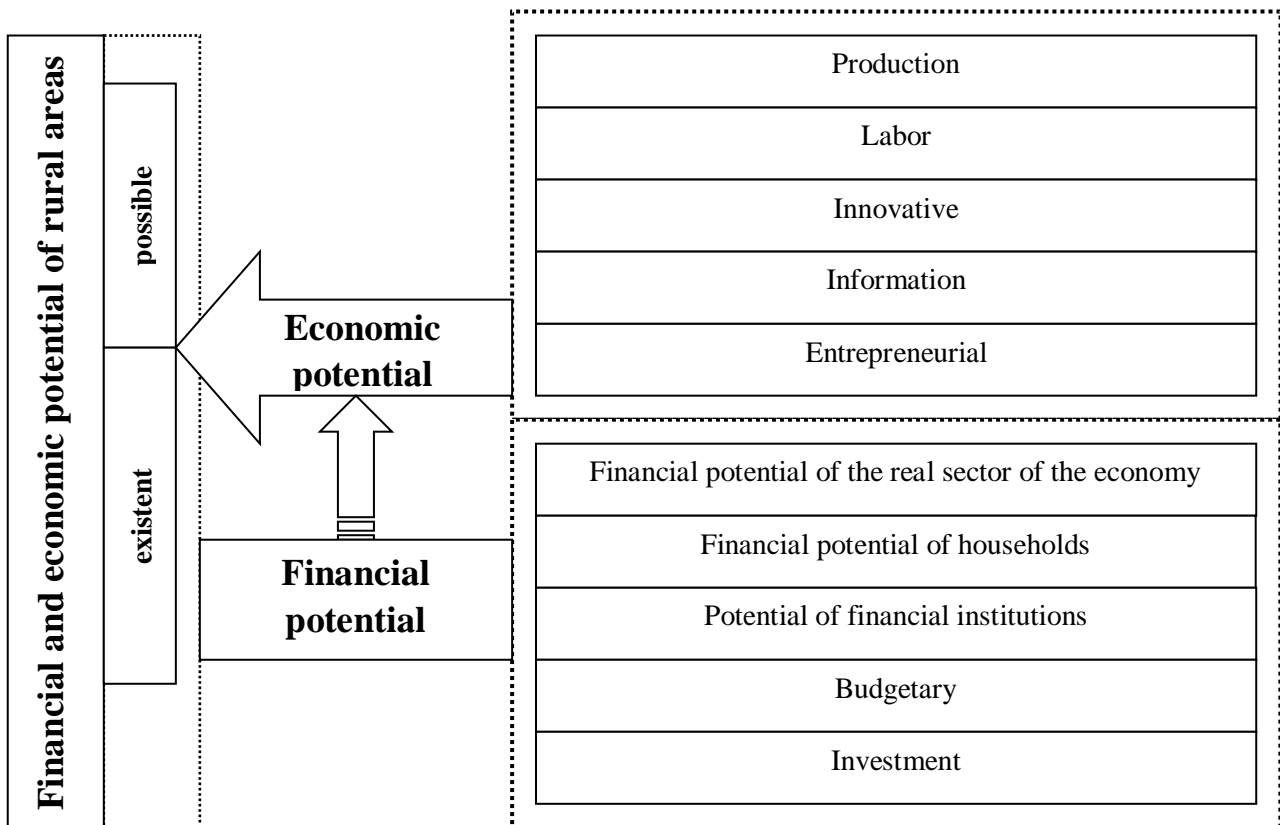 Financial and economic potential of rural areas
possible
existent
Economic
potential
Financial
potential
Production
Labor
Innovative
Information
Entrepreneurial
Financial potential of the real sector of the economy
Financial potential of households
Potential of financial institutions
Budgetary
Investment